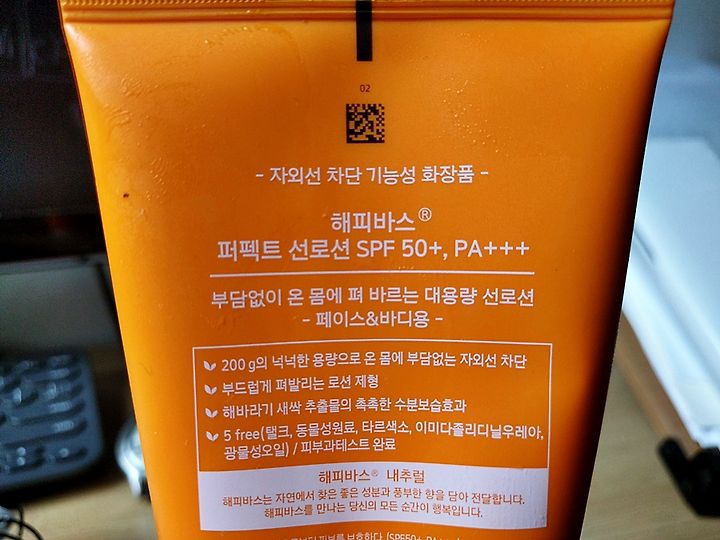 02
- 자외선 차단 기능성 화장품 -
해피바스®
퍼펙트 선로션 SPF 50+, PA+++
부담없이 온 몸에 펴 바르는 대용량 선로션
- 페이스&바디용 -
200 g의 넉넉한 용량으로 온 몸에 부담없는 자외선 차단
부드럽게 펴발리는 로션 제형
해바라기 새싹 추출물의 촉촉한 수분보습효과
5 free(탤크, 동물성원료, 타르색소, 이미다졸리디닐우레아,
광물성오일) / 피부과테스트 완료
해피바스® 내추럴
해피바스는 자연에서 찾은 좋은 성분과 풍부한 향을 담아 전달합니다.
해피바스를 만나는 당신의 모든 순간이 행복입니다.
피부를 보호한다. (SPF50+, PA+++